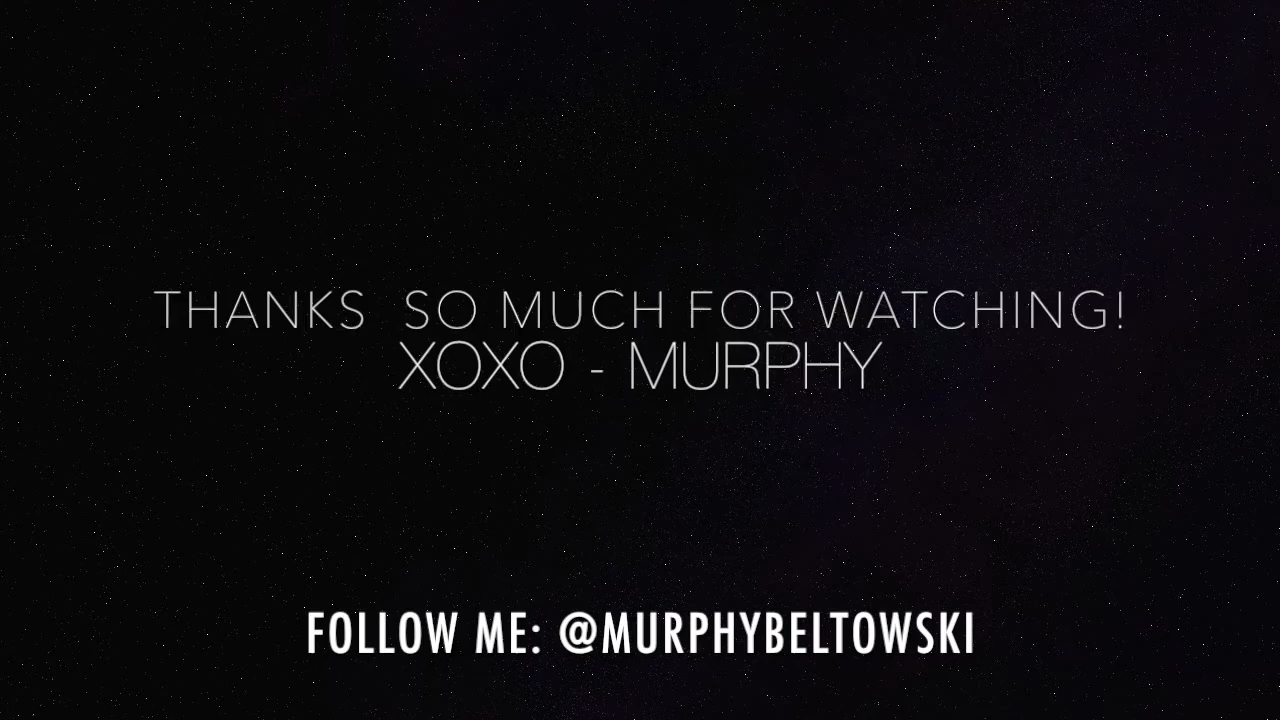 THANKS SO MUCH FOR WATCHING!
XOXO - MURPHY
FOLLOW ME: @MURPHYBELTOWSKI